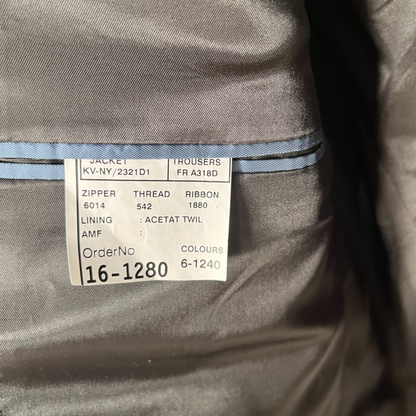 JACKET TROUSERS
KV-NY/2321D1 FR A318D
ZIPPER THREAD RIBBON
6014 542 1880
LINING : ACETAT TWIL
AMF :
OrderNo COLOURS
16-1280 6-1240